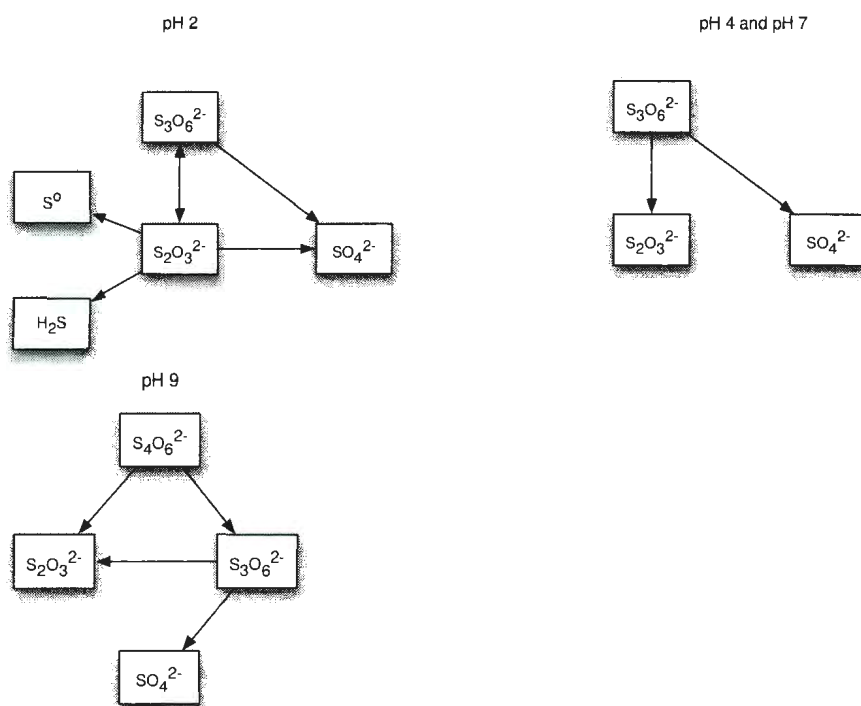 pH 2
S₃O₆²⁻
S⁰
S₂O₃²⁻
SO₄²⁻
H₂S
pH 4 and pH 7
S₃O₆²⁻
S₂O₃²⁻
SO₄²⁻
pH 9
S₄O₆²⁻
S₂O₃²⁻
S₃O₆²⁻
SO₄²⁻